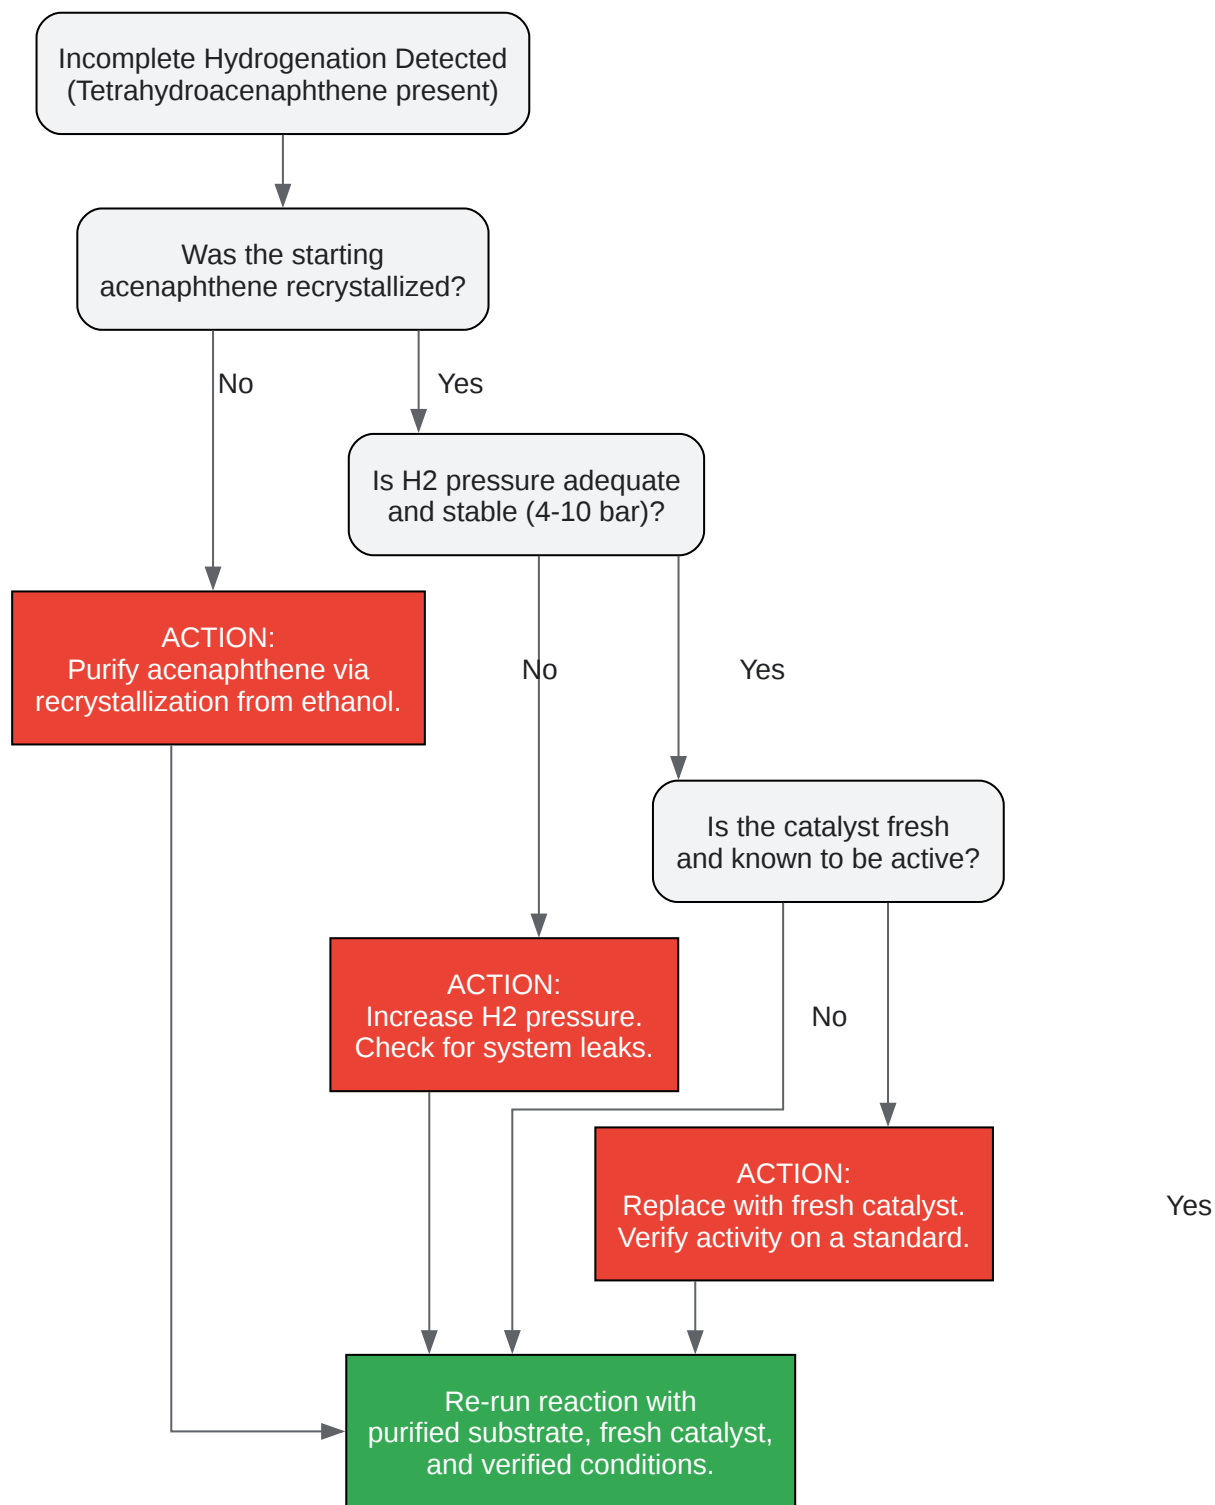 Incomplete Hydrogenation Detected
(Tetrahydroacenaphthene present)
Was the starting
acenaphthene recrystallized?
No
Yes
Is H2 pressure adequate
and stable (4-10 bar)?
ACTION:
Purify acenaphthene via
recrystallization from ethanol.
No
Yes
Is the catalyst fresh
and known to be active?
ACTION:
Increase H2 pressure.
Check for system leaks.
No
ACTION:
Replace with fresh catalyst.
Verify activity on a standard.
Yes
Re-run reaction with
purified substrate, fresh catalyst,
and verified conditions.